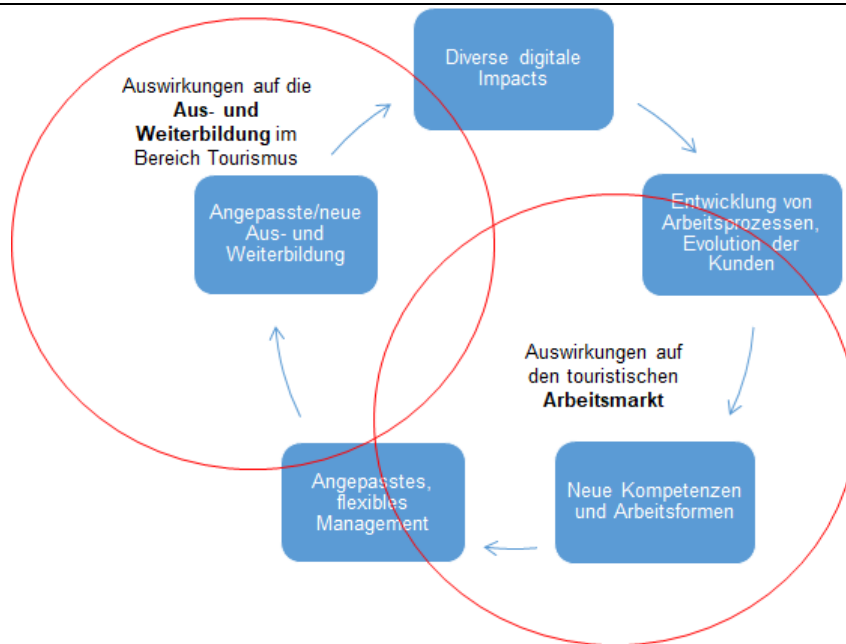 Diverse digitale
Impacts
Auswirkungen auf die
Aus- und
Weiterbildung im
Bereich Tourismus
Entwicklung von
Arbeitsprozessen,
Evolution der
Kunden
Angepasste/neue
Aus- und
Weiterbildung
Auswirkungen auf
den touristischen
Arbeitsmarkt
Neue Kompetenzen
und Arbeitsformen
Angepasstes,
flexibles
Management